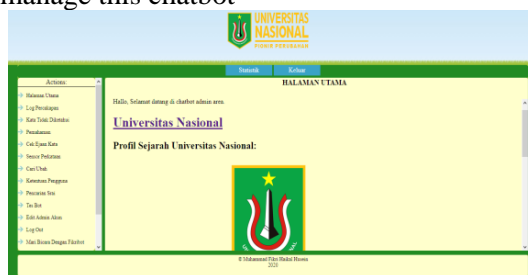 manage this chatbot
UNIVERSITAS
NASIONAL
PIONIR PERUBAHAN
Statistik Keluar
Actions:
Halaman Utama
Log Percakapan
Kata Tidak Diketahui
Pemahaman
Cek Ejaan Kata
Sensor Perkataan
Cari/Ubah
Ketentuan Pengguna
Pencarian Sesi
Tes Bot
Edit Admin Akun
Log Out
Mari Bicara Dengan Fikribot
HALAMAN UTAMA
Hallo, Selamat datang di chatbot admin area.
Universitas Nasional
Profil Sejarah Universitas Nasional:
© Muhammad Fikri Haikal Husein
2020